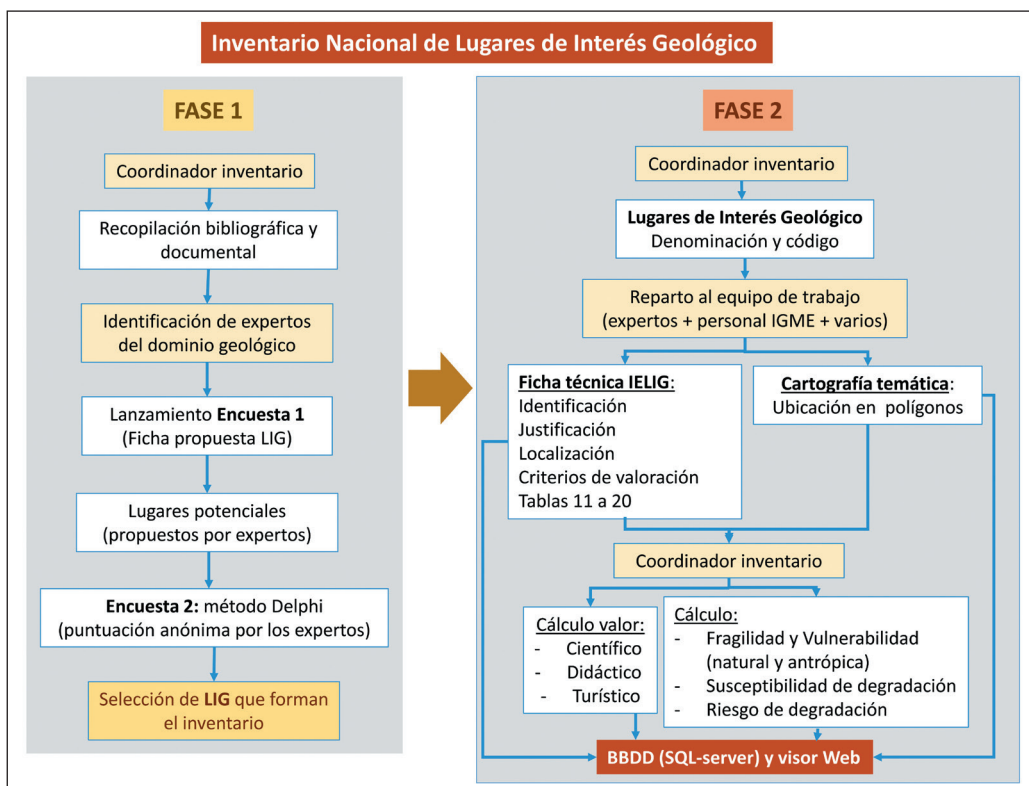 Inventario Nacional de Lugares de Interés Geológico
FASE 1
Coordinador inventario
Recopilación bibliográfica y
documental
Identificación de expertos
del dominio geológico
Lanzamiento Encuesta 1
(Ficha propuesta LIG)
Lugares potenciales
(propuestos por expertos)
Encuesta 2: método Delphi
(puntuación anónima por los expertos)
Selección de LIG que forman
el inventario
FASE 2
Coordinador inventario
Lugares de Interés Geológico
Denominación y código
Reparto al equipo de trabajo
(expertos + personal IGME + varios)
Ficha técnica IELIG:
Identificación
Justificación
Localización
Criterios de valoración
Tablas 11 a 20
Cartografía temática:
Ubicación en polígonos
Coordinador inventario
Cálculo valor:
- Científico
- Didáctico
- Turístico
Cálculo:
- Fragilidad y Vulnerabilidad
(natural y antrópica)
- Susceptibilidad de degradación
- Riesgo de degradación
BBDD (SQL-server) y visor Web